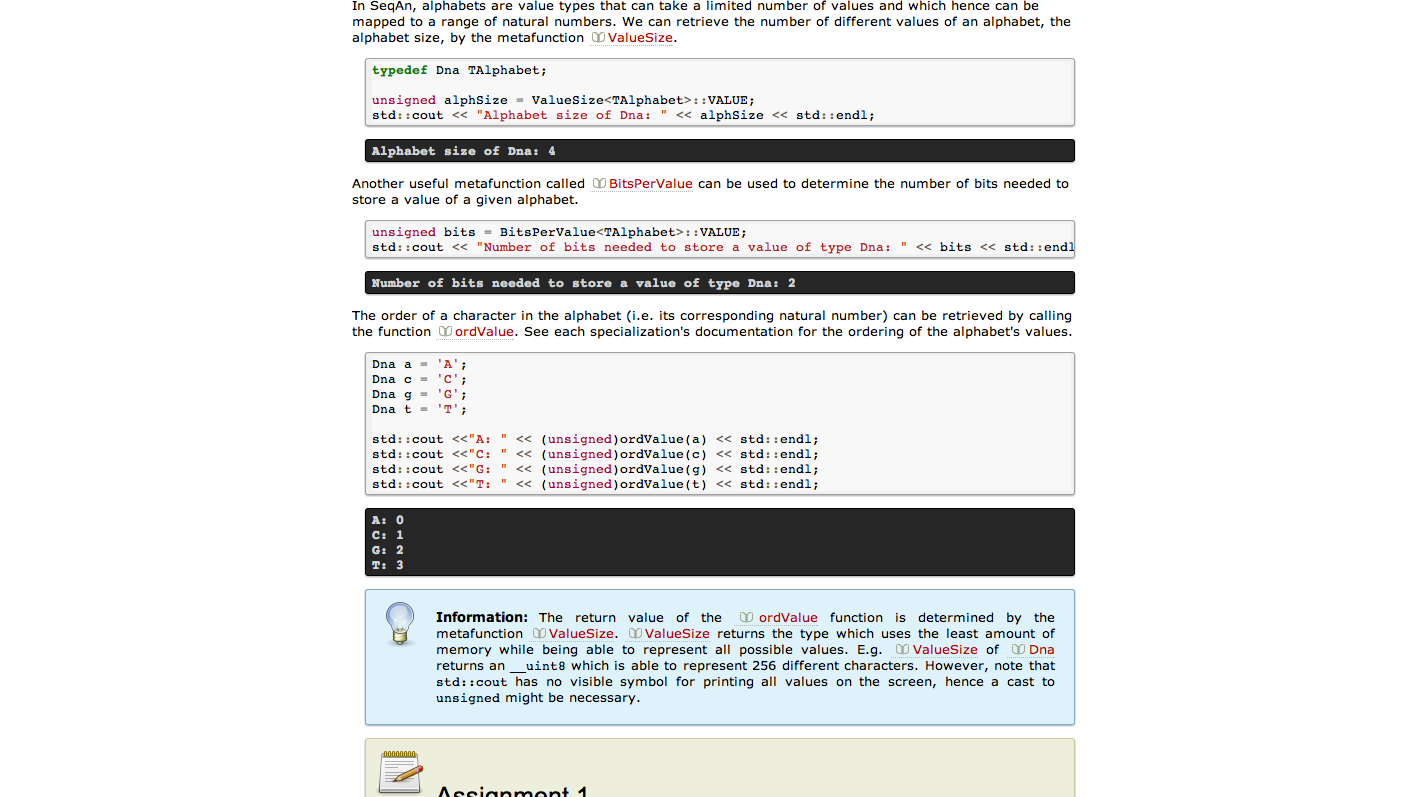 In SeqAn, alphabets are value types that can take a limited number of values and which hence can be
mapped to a range of natural numbers. We can retrieve the number of different values of an alphabet, the
alphabet size, by the metafunction ValueSize.
typedef Dna TAlphabet;
unsigned alphSize = ValueSize<TAlphabet>::VALUE;
std::cout << "Alphabet size of Dna: " << alphSize << std::endl;
Alphabet size of Dna: 4
Another useful metafunction called BitsPerValue can be used to determine the number of bits needed to
store a value of a given alphabet.
unsigned bits = BitsPerValue<TAlphabet>::VALUE;
std::cout << "Number of bits needed to store a value of type Dna: " << bits << std::endl
Number of bits needed to store a value of type Dna: 2
The order of a character in the alphabet (i.e. its corresponding natural number) can be retrieved by calling
the function ordValue. See each specialization's documentation for the ordering of the alphabet's values.
Dna a = 'A';
Dna c = 'C';
Dna g = 'G';
Dna t = 'T';
std::cout <<"A: " << (unsigned)ordValue(a) << std::endl;
std::cout <<"C: " << (unsigned)ordValue(c) << std::endl;
std::cout <<"G: " << (unsigned)ordValue(g) << std::endl;
std::cout <<"T: " << (unsigned)ordValue(t) << std::endl;
A: 0
C: 1
G: 2
T: 3
Information: The return value of the ordValue function is determined by the
metafunction ValueSize. ValueSize returns the type which uses the least amount of
memory while being able to represent all possible values. E.g. ValueSize of Dna
returns an __uint8 which is able to represent 256 different characters. However, note that
std::cout has no visible symbol for printing all values on the screen, hence a cast to
unsigned might be necessary.
Assignment 1